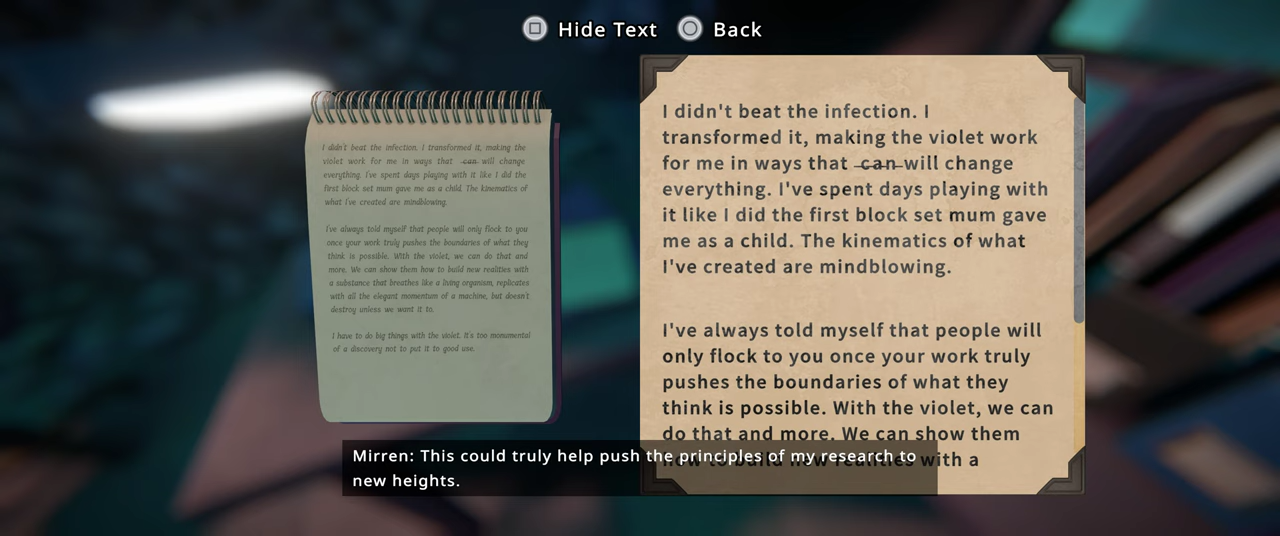 Hide Text
Back
I didn't beat the infection. I transformed it, making the
violet work for me in ways that ~~can~~ will change
everything. I've spent days playing with it like I did the
first block set mum gave me as a child. The kinematics of
what I've created are mindblowing.
I've always told myself that people will only flock to you
once your work truly pushes the boundaries of what they
think is possible. With the violet, we can do that and
more. We can show them how to build new realities with
a substance that breathes like a living organism, replicates
with all the elegant momentum of a machine, but doesn't
destroy unless we want it to.
I have to do big things with the violet. It's too monumental
of a discovery not to put it to good use.
I didn't beat the infection. I
transformed it, making the violet work
for me in ways that ~~can~~ will change
everything. I've spent days playing with
it like I did the first block set mum gave
me as a child. The kinematics of what
I've created are mindblowing.
I've always told myself that people will
only flock to you once your work truly
pushes the boundaries of what they
think is possible. With the violet, we can
do that and more. We can show them
how to build new realities with a
Mirren: This could truly help push the principles of my research to
new heights.